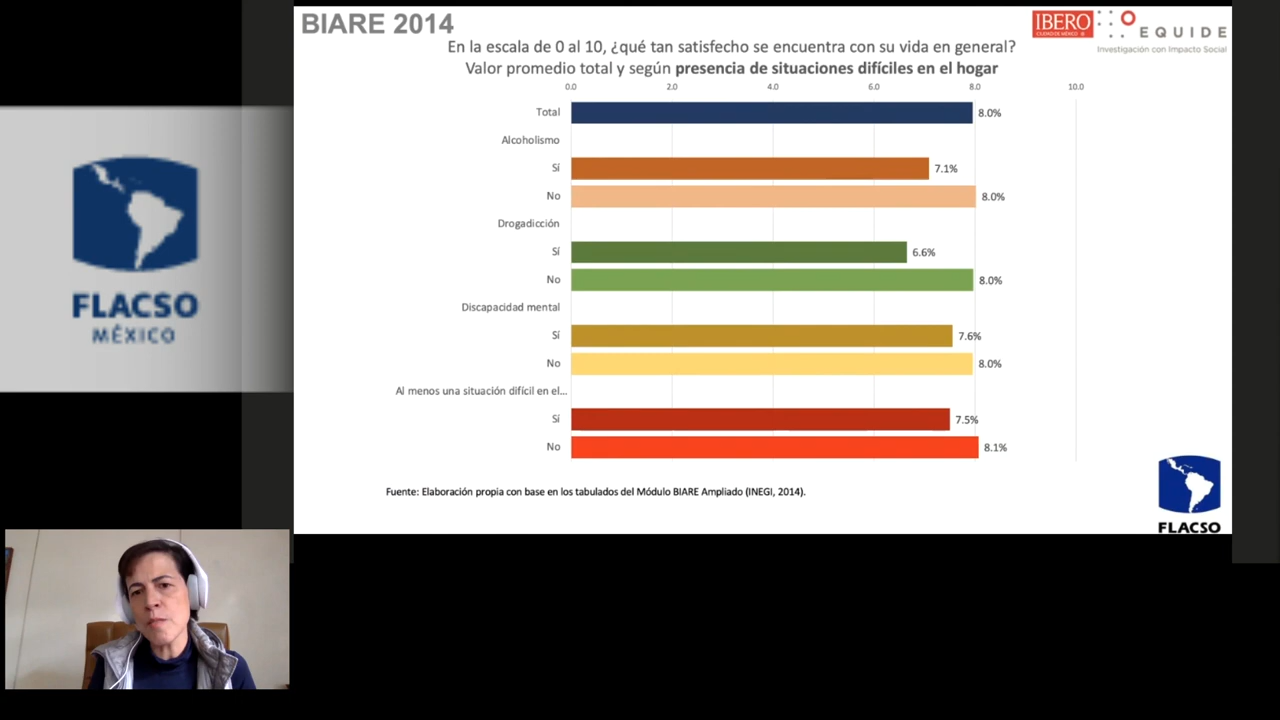 BIARE 2014
IBERO
CIUDAD DE MÉXICO
EQUIDE
Investigación con Impacto Social
En la escala de 0 al 10, ¿qué tan satisfecho se encuentra con su vida en general?
Valor promedio total y según presencia de situaciones difíciles en el hogar
0.0 2.0 4.0 6.0 8.0 10.0
Total 8.0%
Alcoholismo
Sí 7.1%
No 8.0%
Drogadicción
Sí 6.6%
No 8.0%
Discapacidad mental
Sí 7.6%
No 8.0%
Al menos una situación difícil en el...
Sí 7.5%
No 8.1%
Fuente: Elaboración propia con base en los tabulados del Módulo BIARE Ampliado (INEGI, 2014).
FLACSO
FLACSO
MÉXICO